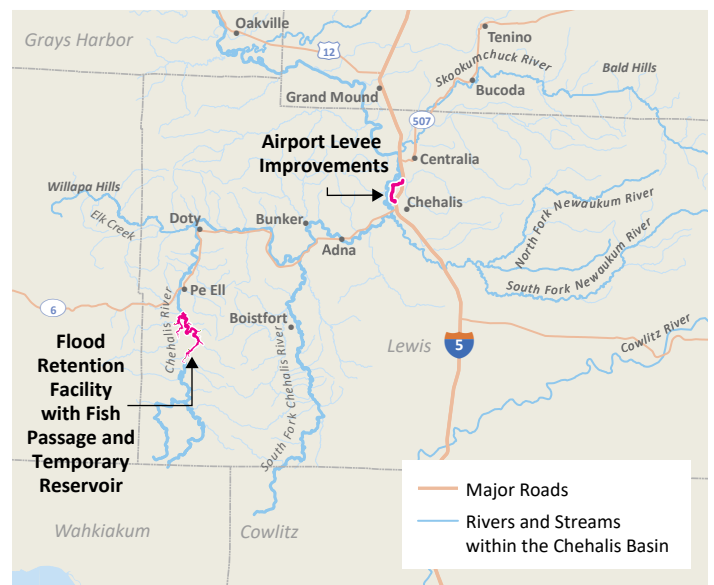 Oakville
Grays Harbor
12
Tenino
Skookumchuck River
Bald Hills
Grand Mound
Bucoda
507
Airport Levee
Improvements
Centralia
Willapa Hills
Elk Creek
Chehalis
North Fork Newaukum River
Doty
Bunker
Adna
South Fork Newaukum River
Pe Ell
6
Chehalis River
Boistfort
Flood
Retention
Facility
with Fish
Passage and
Temporary
Reservoir
Lewis
5
Cowlitz River
South Fork Chehalis River
Major Roads
Rivers and Streams
within the Chehalis Basin
Wahkiakum
Cowlitz